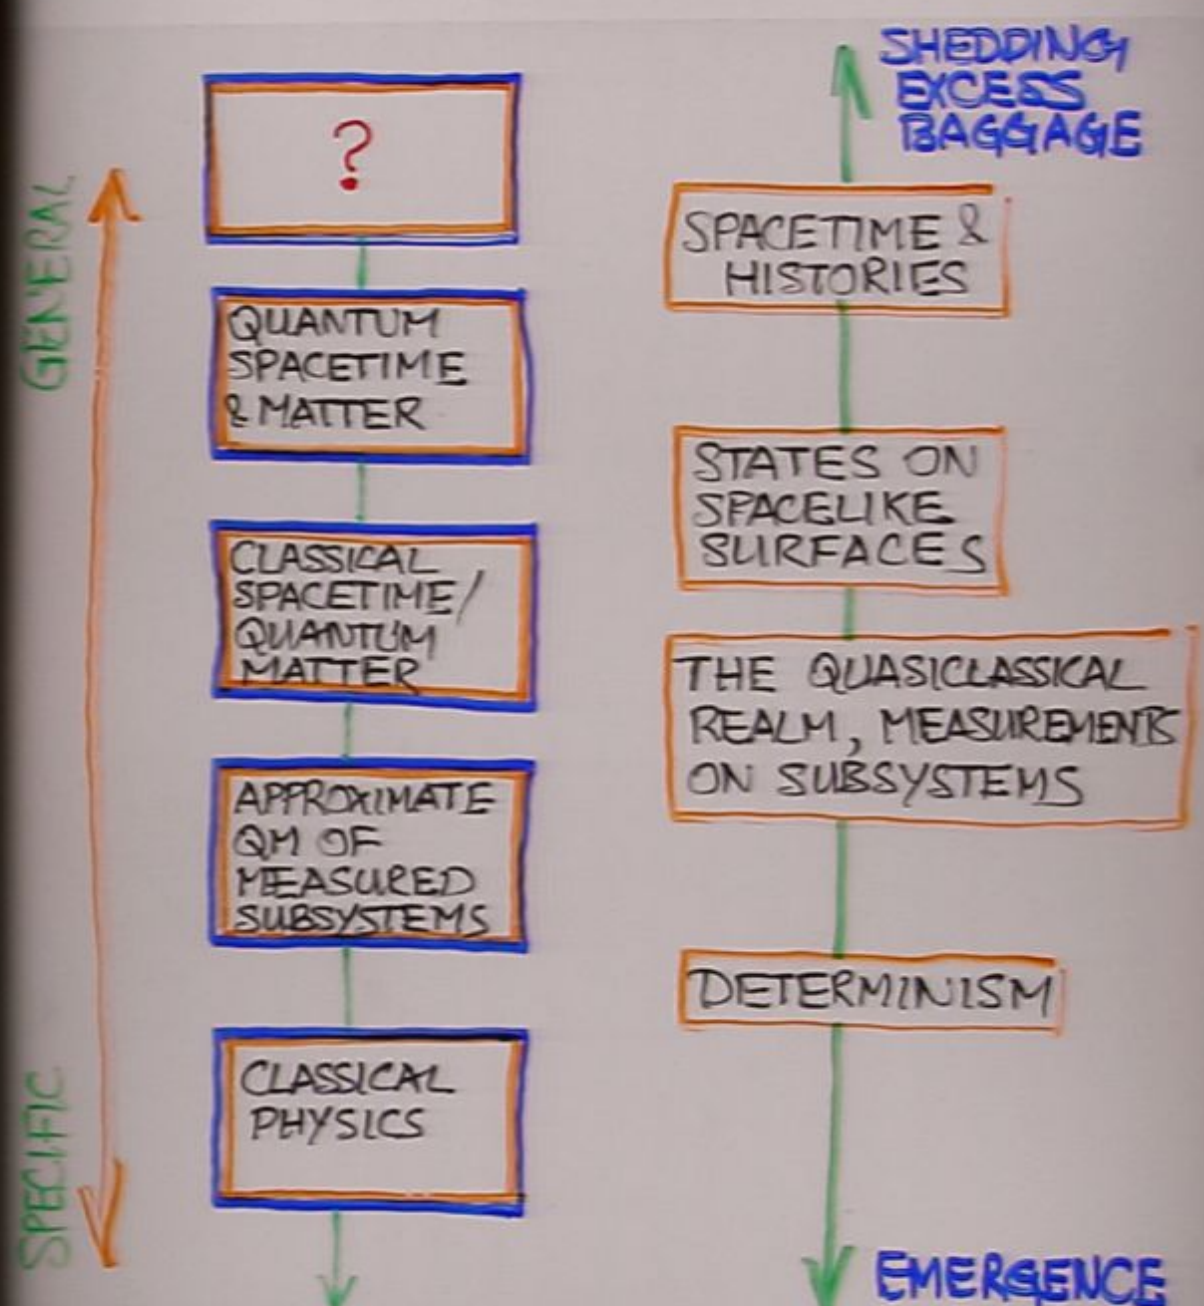 GENERAL
SPECIFIC
?
QUANTUM
SPACETIME
& MATTER
CLASSICAL
SPACETIME/
QUANTUM
MATTER
APPROXIMATE
QM OF
MEASURED
SUBSYSTEMS
CLASSICAL
PHYSICS
SHEDDING
EXCESS
BAGGAGE
SPACETIME &
HISTORIES
STATES ON
SPACELIKE
SURFACES
THE QUASICLASSICAL
REALM, MEASUREMENTS
ON SUBSYSTEMS
DETERMINISM
EMERGENCE